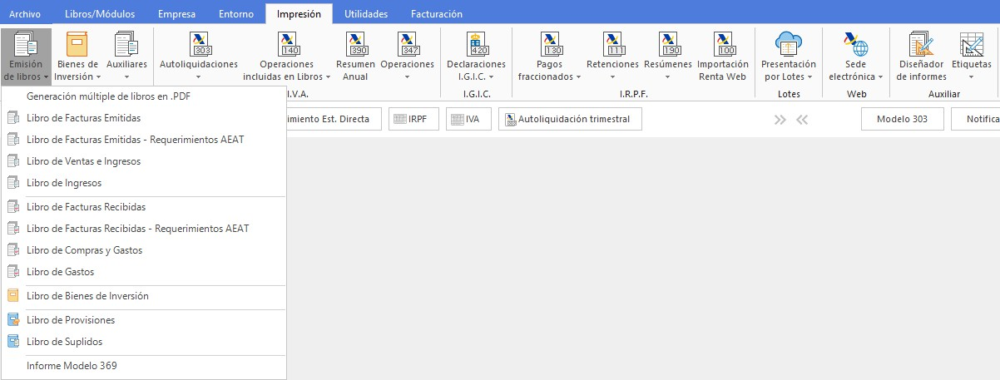 Archivo
Libros/Módulos
Empresa
Entorno
Impresión
Utilidades
Facturación
Emisión
de libros
Bienes de
Inversión
Auxiliares
303
Autoliquidaciones
140
Operaciones
incluidas en Libros
390
Resumen
Anual
347
Operaciones
420
Declaraciones
I.G.I.C.
130
Pagos
fraccionados
111
Retenciones
190
Resúmenes
100
Importación
Renta Web
Presentación
por Lotes
Sede
electrónica
Diseñador
de informes
Etiquetas
I.V.A.
I.G.I.C.
I.R.P.F.
Lotes
Web
Auxiliar
imiento Est. Directa
IRPF
IVA
Autoliquidación trimestral
Modelo 303
Notifica
Generación múltiple de libros en .PDF
Libro de Facturas Emitidas
Libro de Facturas Emitidas - Requerimientos AEAT
Libro de Ventas e Ingresos
Libro de Ingresos
Libro de Facturas Recibidas
Libro de Facturas Recibidas - Requerimientos AEAT
Libro de Compras y Gastos
Libro de Gastos
Libro de Bienes de Inversión
Libro de Provisiones
Libro de Suplidos
Informe Modelo 369